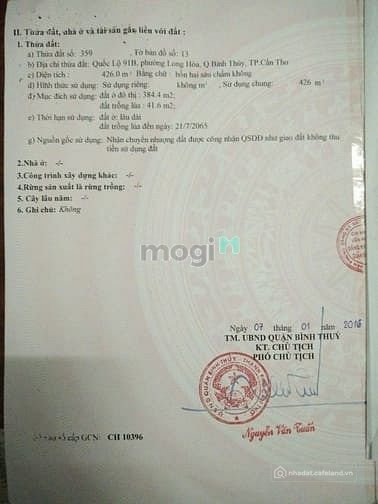 II. Thửa đất, nhà ở và tài sản gắn liền với đất :
1. Thửa đất:
a) Thửa đất số: 359 , Tờ bản đồ số: 13
b) Địa chỉ thửa đất: Quốc Lộ 91B, phường Long Hòa, Q.Bình Thủy, TP.Cần Thơ
c) Diện tích : 426.0 m². Bằng chữ : bốn hai sáu chấm không
d) Hình thức sử dụng: Sử dụng riêng: không m², Sử dụng chung: 426 m²
đ) Mục đích sử dụng: đất ở đô thị : 384.4 m2;
đất trồng lúa : 41.6 m2;
e) Thời hạn sử dụng: đất ở: lâu dài
đất trồng lúa đến ngày: 21/7/2065
g) Nguồn gốc sử dụng: Nhận chuyển nhượng đất được công nhận QSDĐ như giao đất không thu
tiền sử dụng đất
2.Nhà ở: -/-
3.Công trình xây dựng khác: -/-
4.Rừng sản xuất là rừng trồng: -/-
5. Cây lâu năm: -/-
6. Ghi chú: Không
mogi
Ngày 07 tháng 01 năm 2016
TM. UBND QUẬN BÌNH THUỶ
KT. CHỦ TỊCH
PHÓ CHỦ TỊCH
Nguyễn Văn Tuấn
GCN: CH 10396
nhadat.cafeland.vn